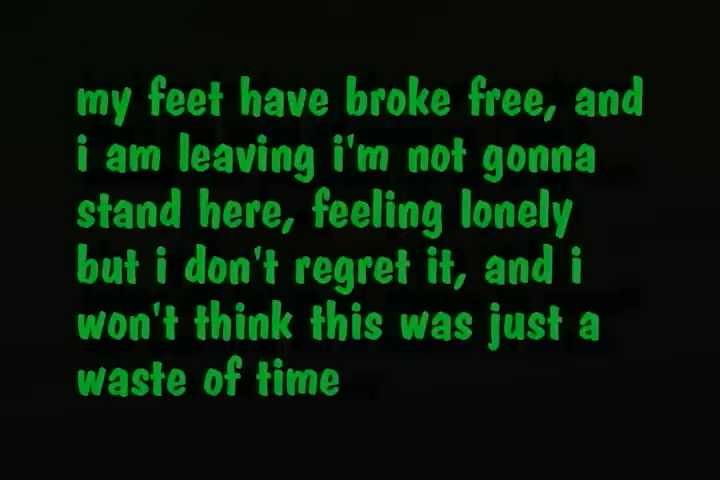 my feet have broke free, and
i am leaving i'm not gonna
stand here, feeling lonely
but i don't regret it, and i
won't think this was just a
waste of time